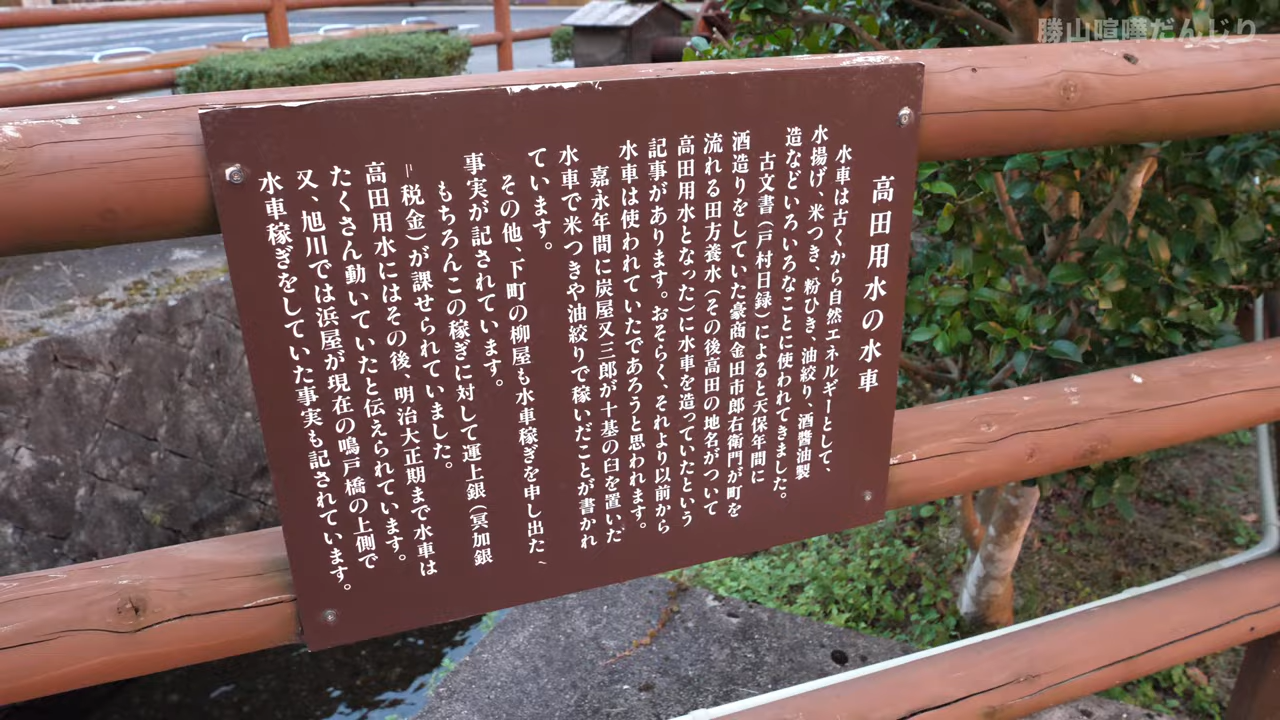 勝山喧嘩だんじり
高田用水の水車
水車は古くから自然エネルギーとして、
水揚げ、米つき、粉ひき、油絞り、酒醬油製
造などいろいろなことに使われてきました。
古文書（戸村日録）によると天保年間に
酒造りをしていた豪商金田市郎右衛門が町を
流れる田方養水（その後高田の地名がついて
高田用水となった）に水車を造っていたという
記事があります。おそらく、それより以前から
水車は使われていたであろうと思われます。
嘉永年間に炭屋又三郎が十基の臼を置いた
水車で米つきや油絞りで稼いだことが書かれ
ています。
その他、下町の柳屋も水車稼ぎを申し出た、
事実が記されています。
もちろんこの稼ぎに対して運上銀（冥加銀
＝税金）が課せられていました。
高田用水にはその後、明治大正期まで水車は
たくさん動いていたと伝えられています。
又、旭川では浜屋が現在の鳴戸橋の上側で
水車稼ぎをしていた事実も記されています。